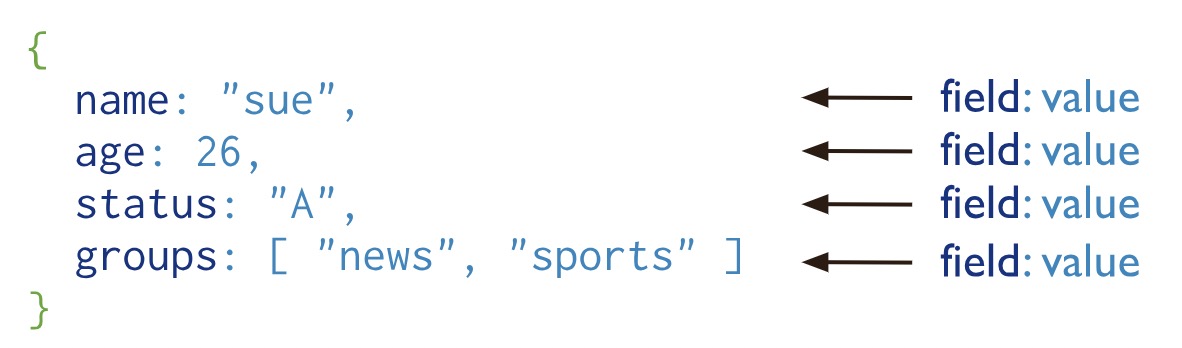 {
name: "sue", field: value
age: 26, field: value
status: "A", field: value
groups: [ "news", "sports" ] field: value
}